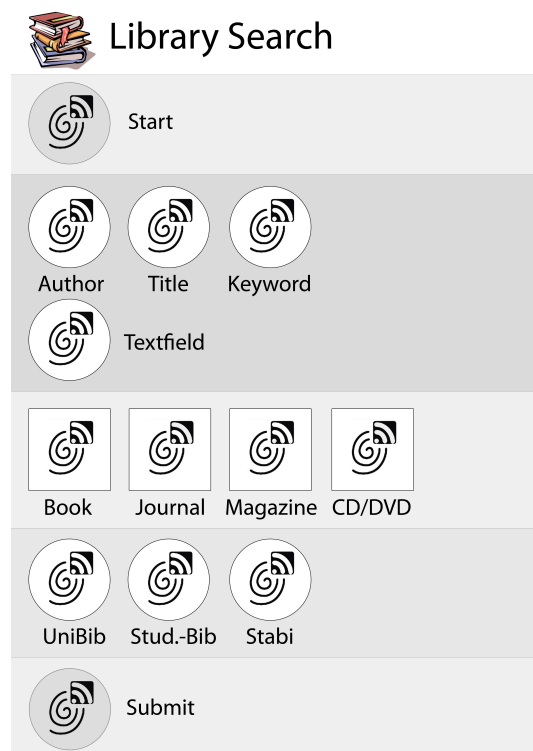 Library Search
Start
Author Title Keyword
Textfield
Book Journal Magazine CD/DVD
UniBib Stud.-Bib Stabi
Submit